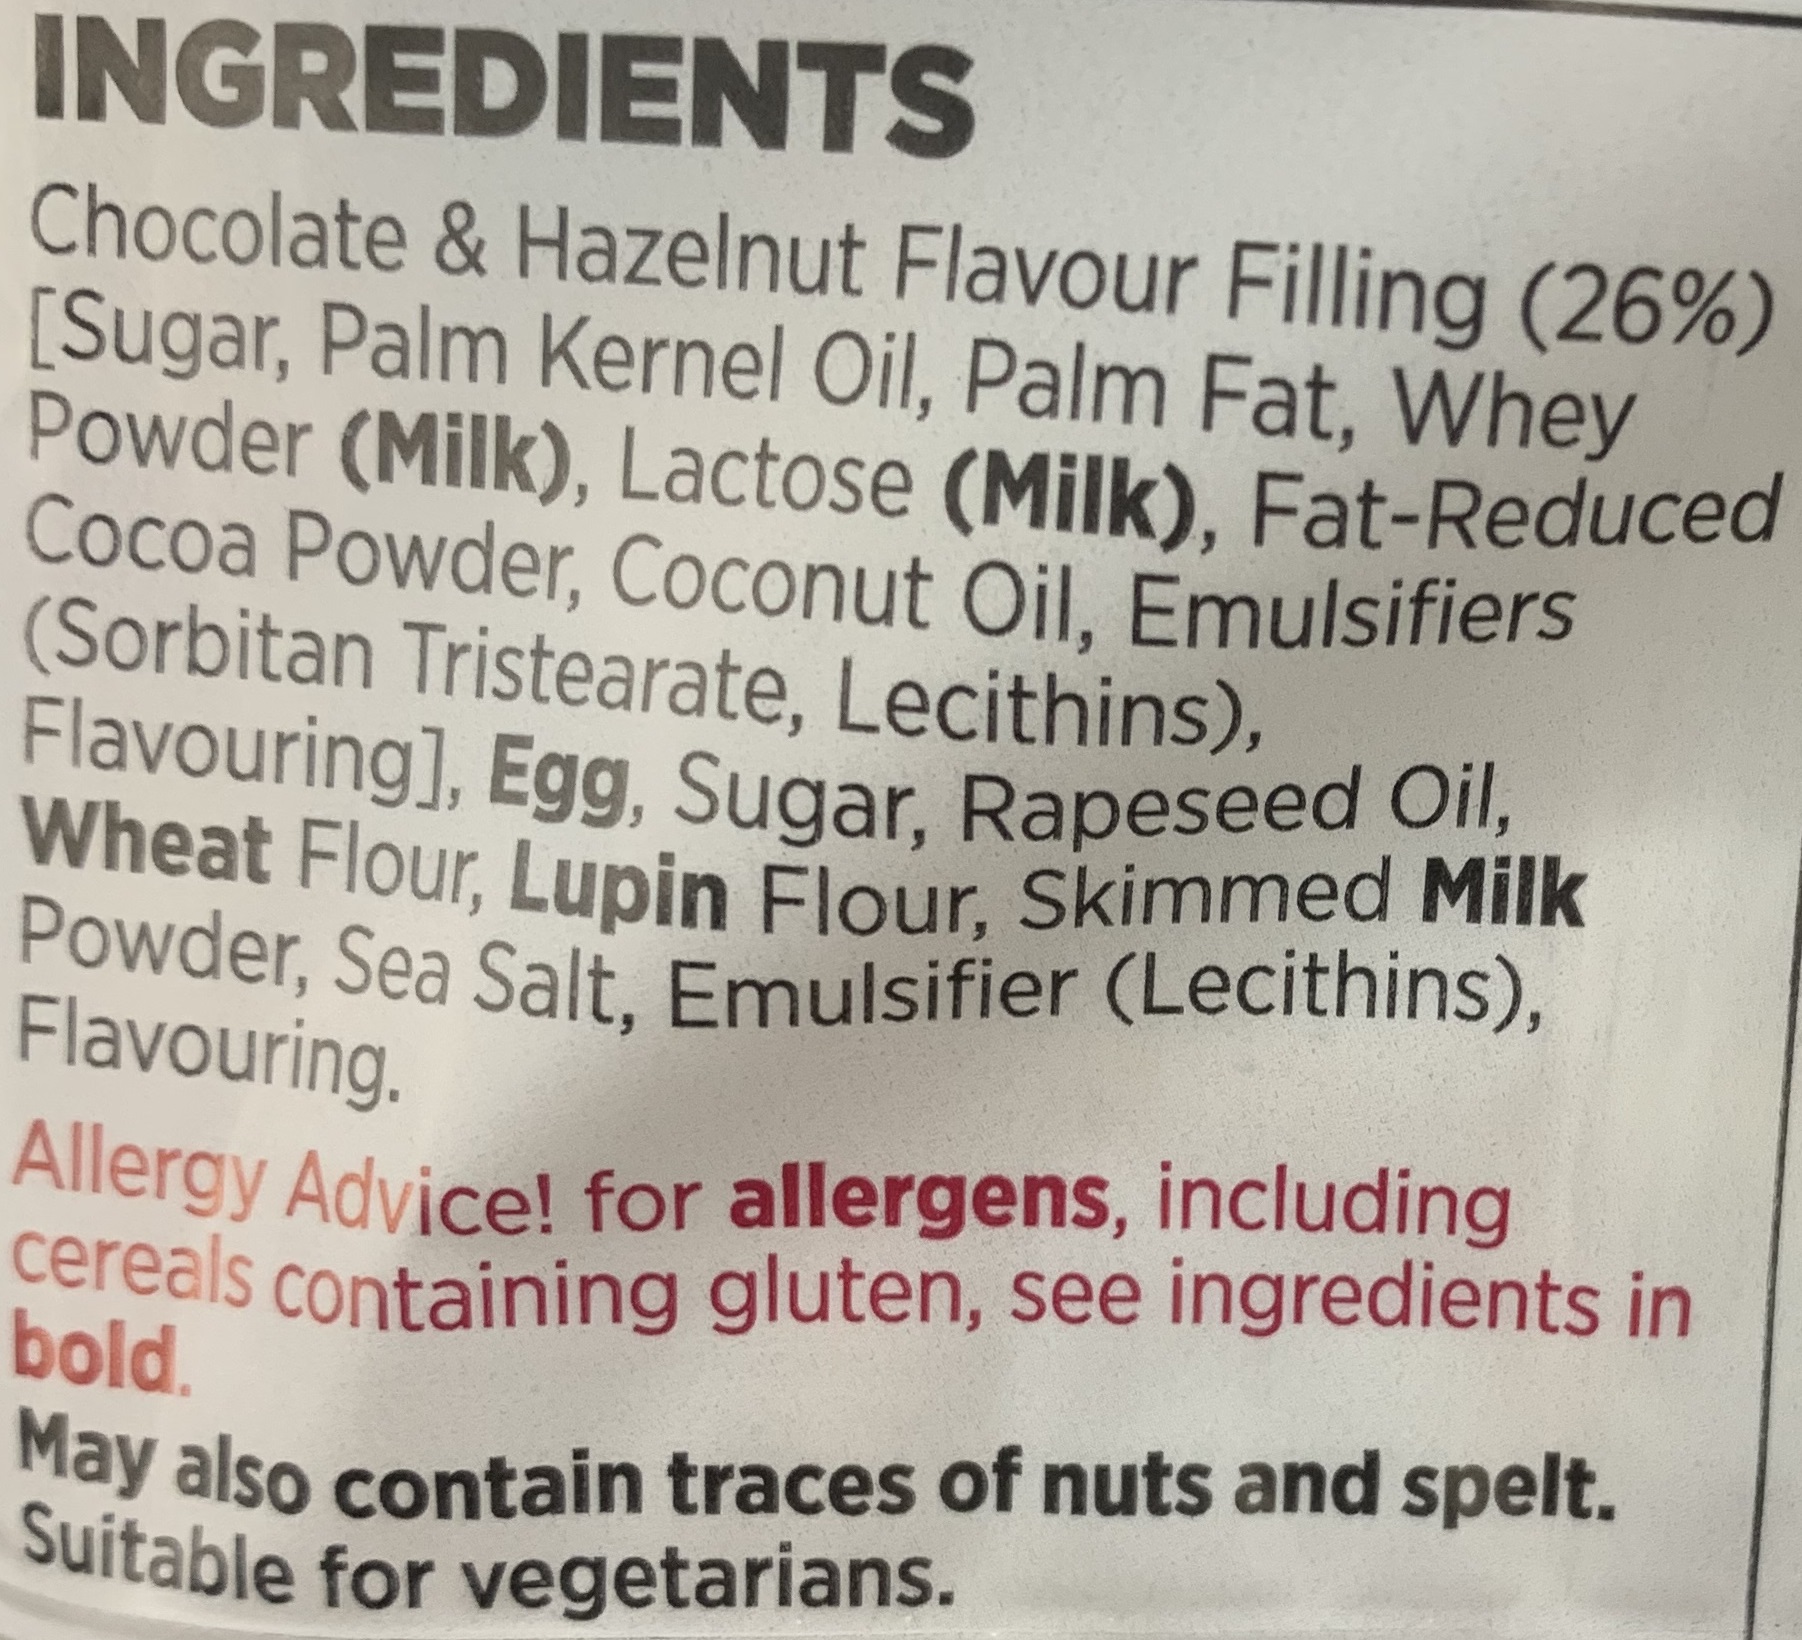 INGREDIENTS
Chocolate & Hazelnut Flavour Filling (26%)
[Sugar, Palm Kernel Oil, Palm Fat, Whey
Powder (Milk), Lactose (Milk), Fat-Reduced
Cocoa Powder, Coconut Oil, Emulsifiers
(Sorbitan Tristearate, Lecithins),
Flavouring], Egg, Sugar, Rapeseed Oil,
Wheat Flour, Lupin Flour, Skimmed Milk
Powder, Sea Salt, Emulsifier (Lecithins),
Flavouring.
Allergy Advice! for allergens, including
cereals containing gluten, see ingredients in
bold.
May also contain traces of nuts and spelt.
Suitable for vegetarians.